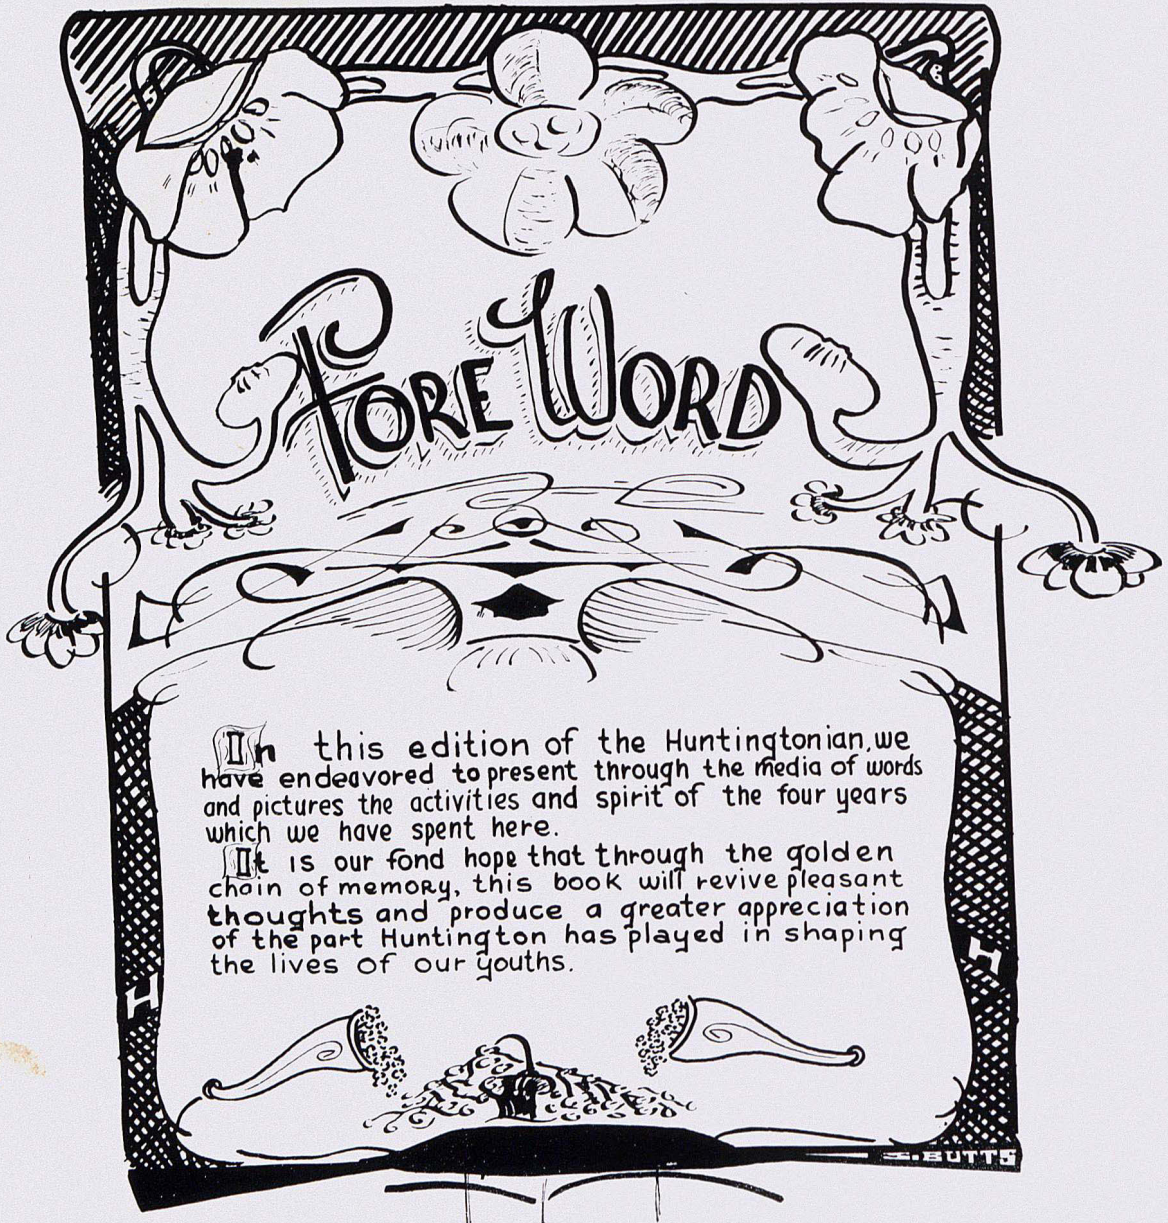 FORE WORD
In this edition of the Huntingtonian, we
have endeavored to present through the media of words
and pictures the activities and spirit of the four years
which we have spent here.
It is our fond hope that through the golden
chain of memory, this book will revive pleasant
thoughts and produce a greater appreciation
of the part Huntington has played in shaping
the lives of our youths.
H
H
I. BUTTS